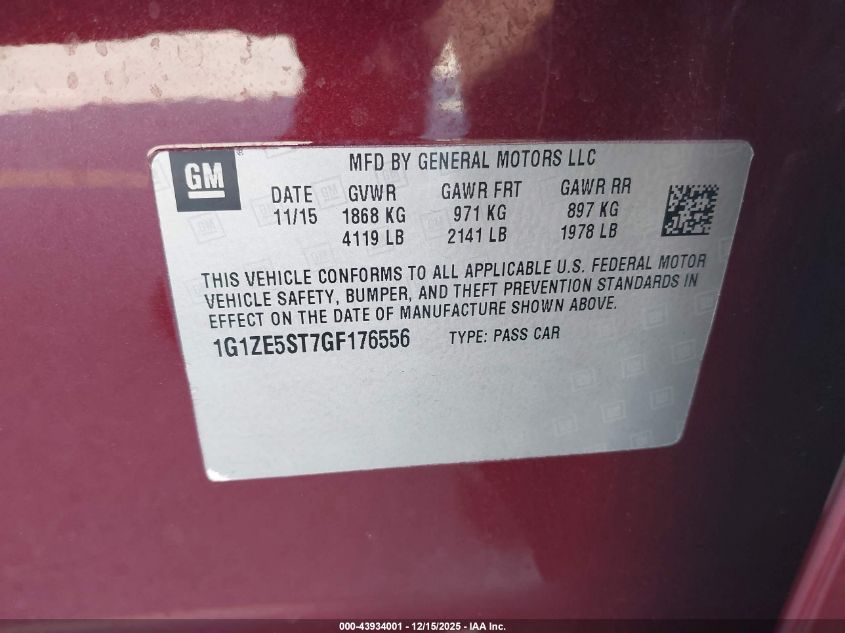 GM
MFD BY GENERAL MOTORS LLC
DATE GVWR GAWR FRT GAWR RR
11/15 1868 KG 971 KG 897 KG
4119 LB 2141 LB 1978 LB
THIS VEHICLE CONFORMS TO ALL APPLICABLE U.S. FEDERAL MOTOR
VEHICLE SAFETY, BUMPER, AND THEFT PREVENTION STANDARDS IN
EFFECT ON THE DATE OF MANUFACTURE SHOWN ABOVE.
1G1ZE5ST7GF176556 TYPE: PASS CAR
000-43934001 - 12/15/2025 - IAA Inc.